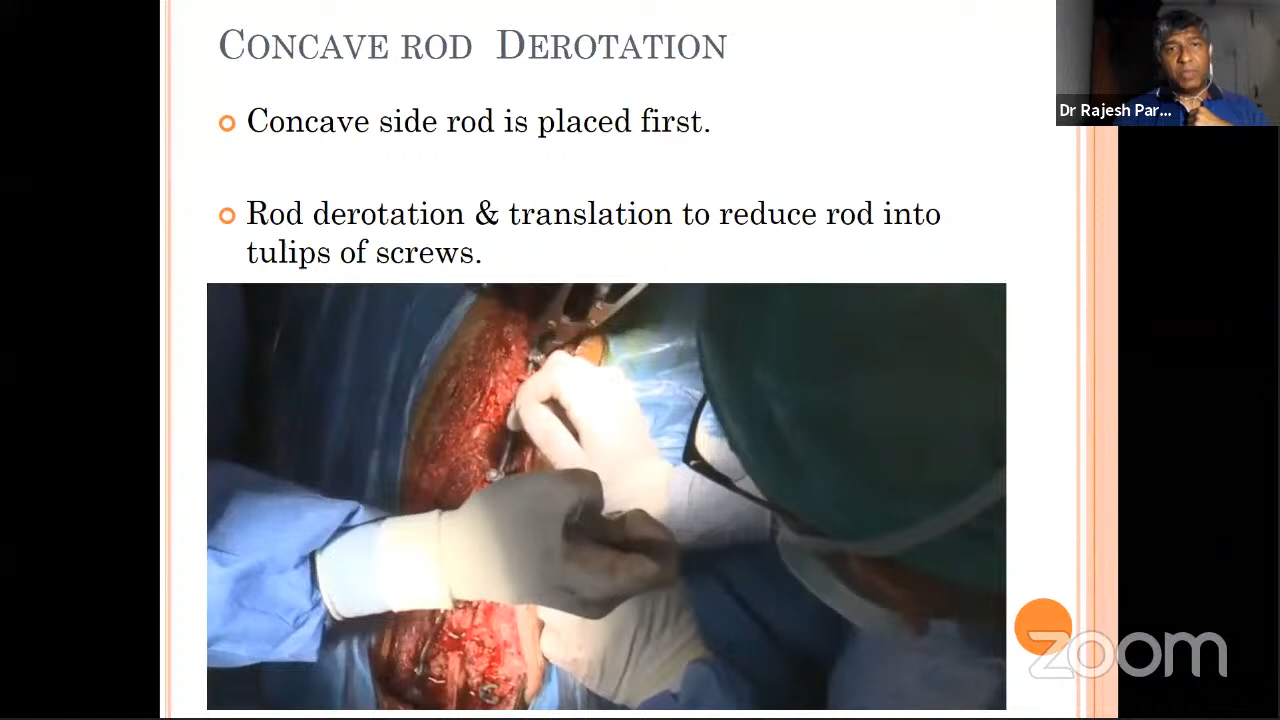 CONCAVE ROD DEROTATION
Concave side rod is placed first.
Rod derotation & translation to reduce rod into
tulips of screws.
Dr Rajesh Par...
zoom